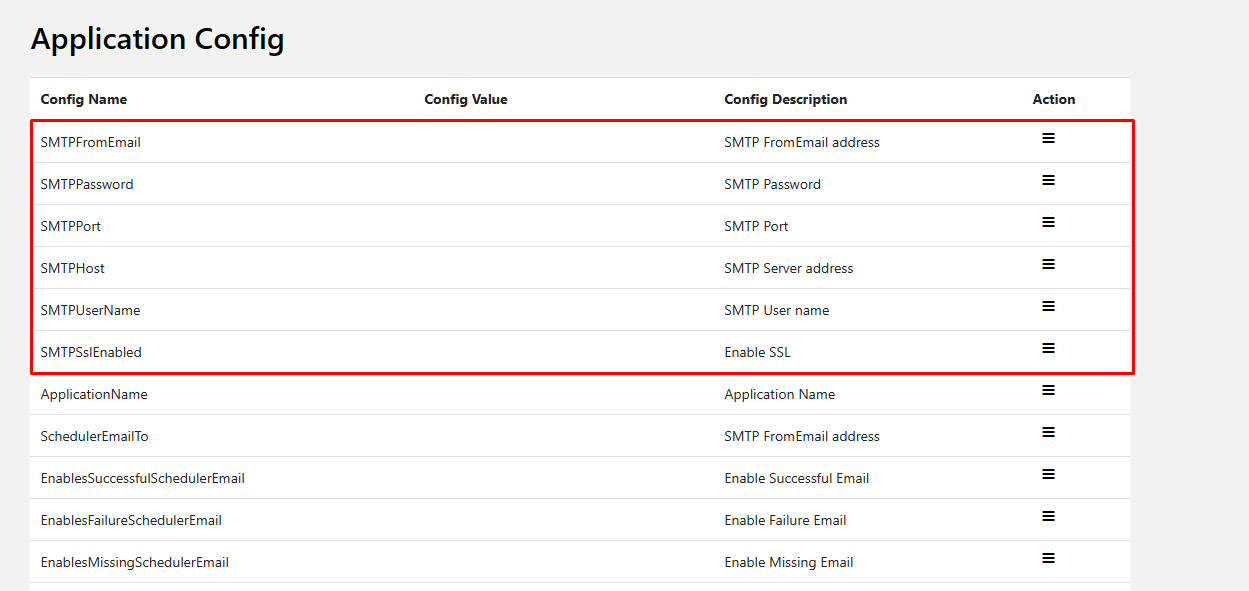 Application Config
Config Name Config Value Config Description Action
SMTPFromEmail SMTP FromEmail address
SMTPPassword SMTP Password
SMTPPort SMTP Port
SMTPHost SMTP Server address
SMTPUserName SMTP User name
SMTPSslEnabled Enable SSL
ApplicationName Application Name
SchedulerEmailTo SMTP FromEmail address
EnablesSuccessfulSchedulerEmail Enable Successful Email
EnablesFailureSchedulerEmail Enable Failure Email
EnablesMissingSchedulerEmail Enable Missing Email